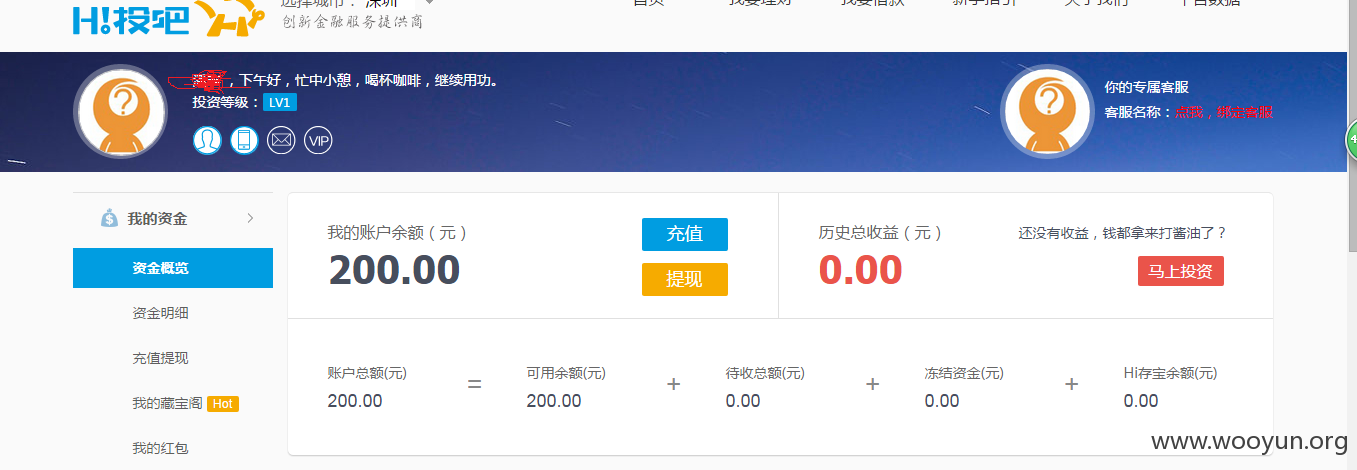 Hi!投吧
选择城市： 深圳
创新金融服务提供商
首页 我要理财 我要借款 新手指引 关于我们 平台数据
，下午好，忙中小憩，喝杯咖啡，继续用功。
投资等级：LV1
VIP
你的专属客服
客服名称：点我，绑定客服
我的资金
资金概览
资金明细
充值提现
我的藏宝阁 Hot
我的红包
我的账户余额（元）
200.00
充值
提现
历史总收益（元）
0.00
还没有收益，钱都拿来打酱油了？
马上投资
账户总额(元)
200.00
=
可用余额(元)
200.00
+
待收总额(元)
0.00
+
冻结资金(元)
0.00
+
Hi存宝余额(元)
0.00
www.wooyun.org